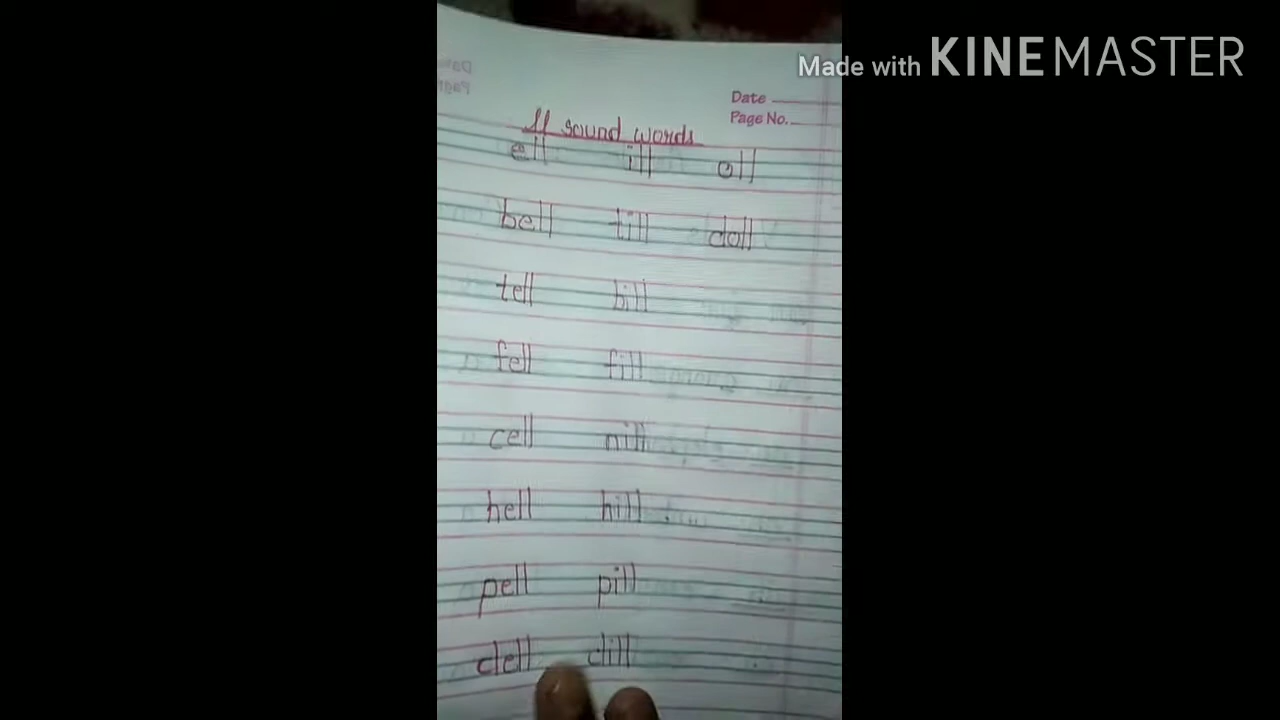 Made with KINEMASTER
Date
Page No.
ll sound words
ell ill oll
bell till doll
tell bill
fell fill
cell nill
hell hill
pell pill
dell dill